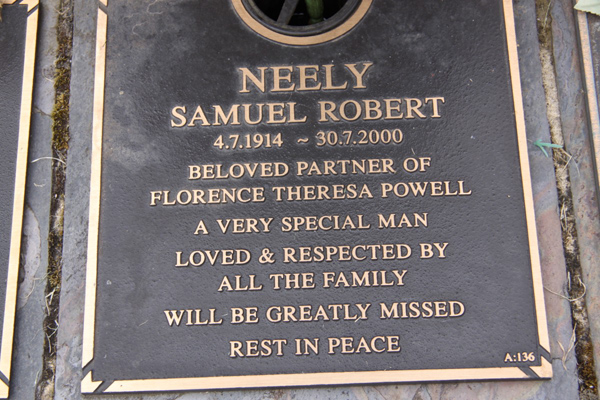 NEELY
SAMUEL ROBERT
4.7.1914 ~ 30.7.2000
BELOVED PARTNER OF
FLORENCE THERESA POWELL
A VERY SPECIAL MAN
LOVED & RESPECTED BY
ALL THE FAMILY
WILL BE GREATLY MISSED
REST IN PEACE
A:136